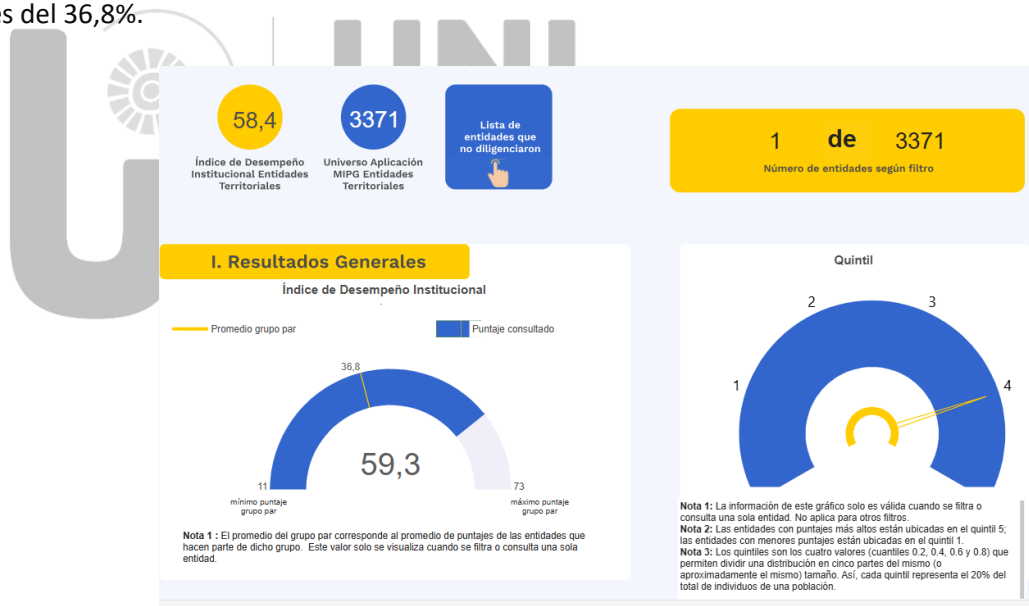 es del 36,8%.
UNI
58,4
3371
Lista de
entidades que
no diligenciaron
Índice de Desempeño
Institucional Entidades
Territoriales
Universo Aplicación
MIPG Entidades
Territoriales
1 de 3371
Número de entidades según filtro
I. Resultados Generales
Índice de Desempeño Institucional
Promedio grupo par
Puntaje consultado
36,8
59,3
11
mínimo puntaje
grupo par
73
máximo puntaje
grupo par
Nota 1 : El promedio del grupo par corresponde al promedio de puntajes de las entidades que
hacen parte de dicho grupo. Este valor solo se visualiza cuando se filtra o consulta una sola
entidad.
Quintil
1
2
3
4
Nota 1: La información de este gráfico solo es válida cuando se filtra o
consulta una sola entidad. No aplica para otros filtros.
Nota 2: Las entidades con puntajes más altos están ubicadas en el quintil 5;
las entidades con menores puntajes están ubicadas en el quintil 1.
Nota 3: Los quintiles son los cuatro valores (cuantiles 0.2, 0.4, 0.6 y 0.8) que
permiten dividir una distribución en cinco partes del mismo (o
aproximadamente el mismo) tamaño. Así, cada quintil representa el 20% del
total de individuos de una población.